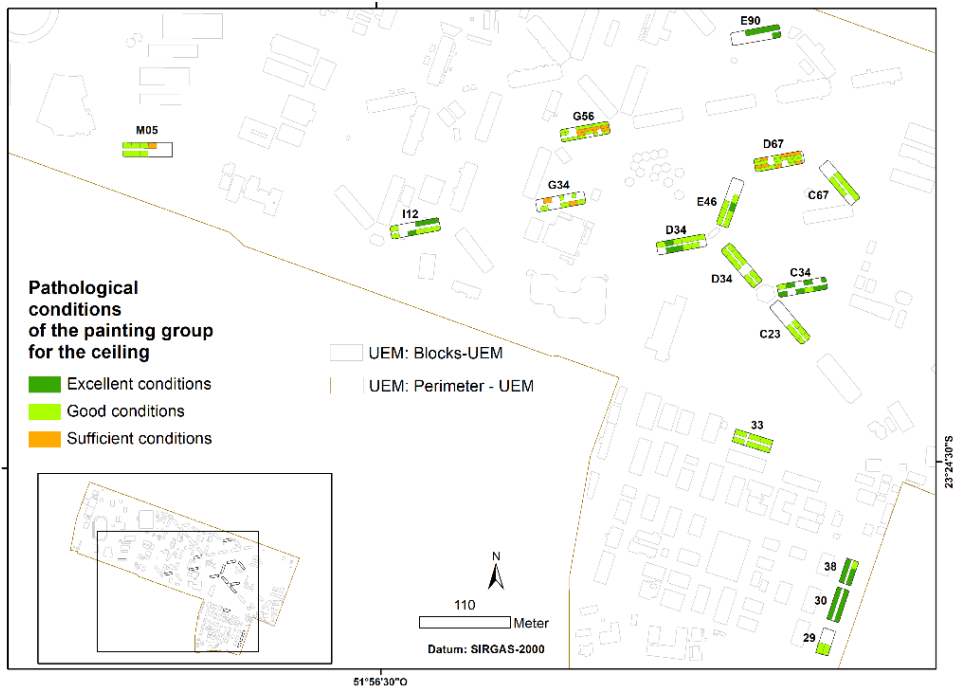 E90
G56
M05
D67
C67
G34
E46
I12
D34
D34
C34
C23
Pathological
conditions
of the painting group
for the ceiling
Excellent conditions
Good conditions
Sufficient conditions
UEM: Blocks-UEM
UEM: Perimeter - UEM
33
23°24'30"S
38
30
29
N
110
Meter
Datum: SIRGAS-2000
51°56'30"O